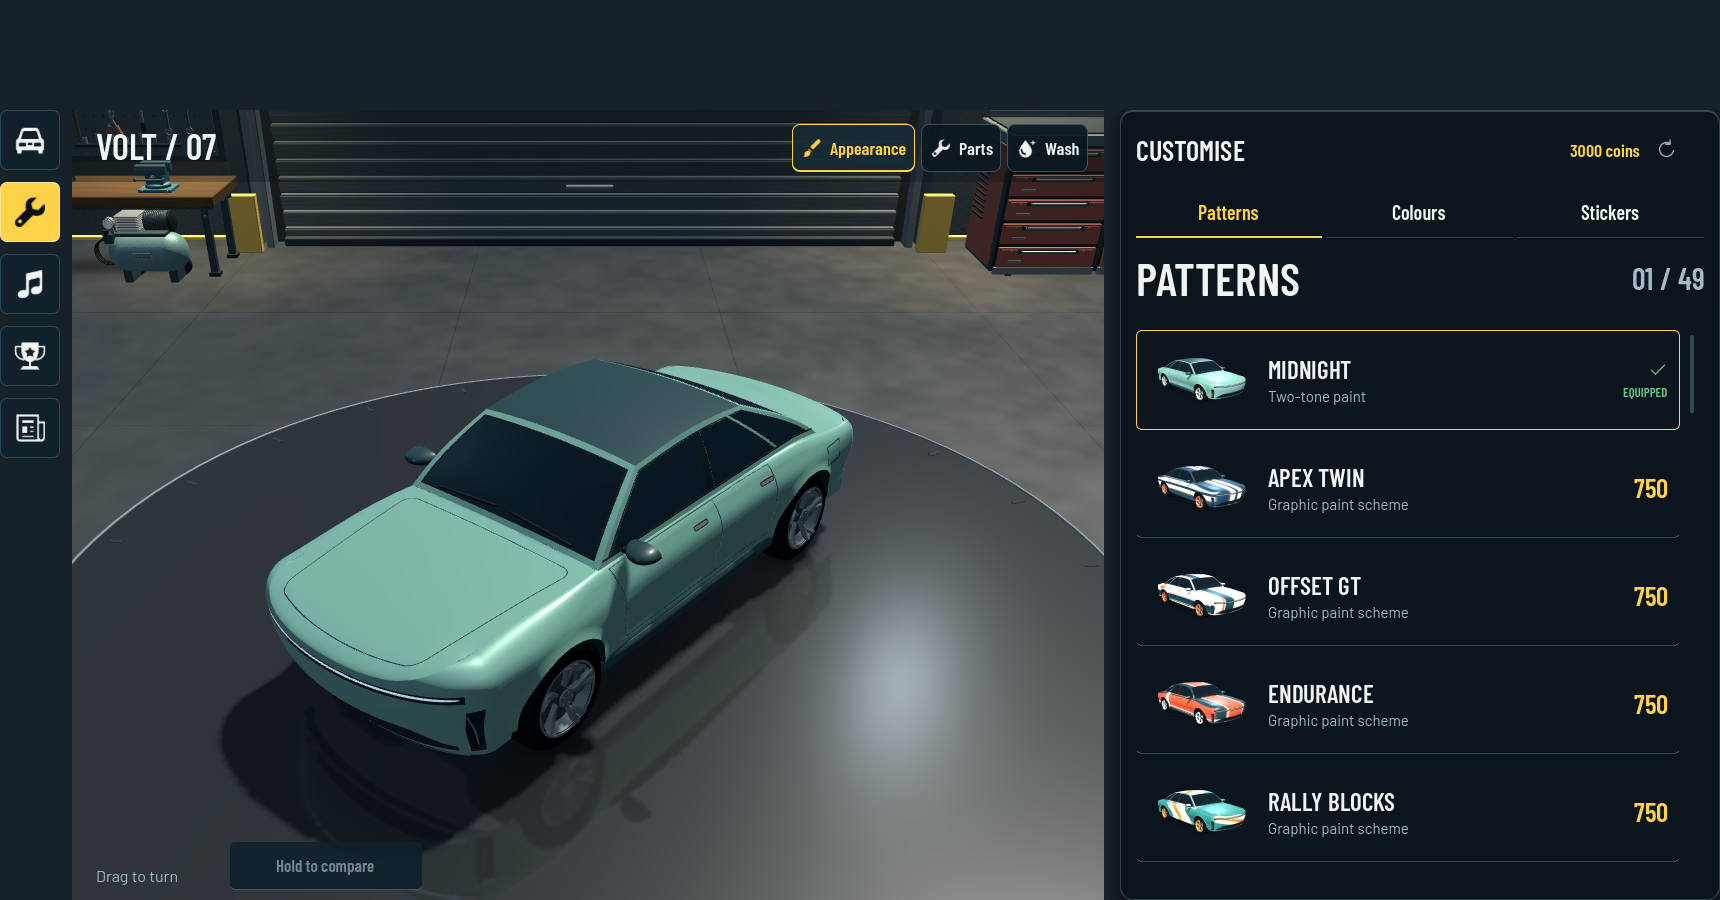 VOLT / 07
Appearance
Parts
Wash
Drag to turn
Hold to compare
CUSTOMISE
3000 coins
Patterns
Colours
Stickers
PATTERNS
01 / 49
MIDNIGHT
Two-tone paint
EQUIPPED
APEX TWIN
Graphic paint scheme
750
OFFSET GT
Graphic paint scheme
750
ENDURANCE
Graphic paint scheme
750
RALLY BLOCKS
Graphic paint scheme
750